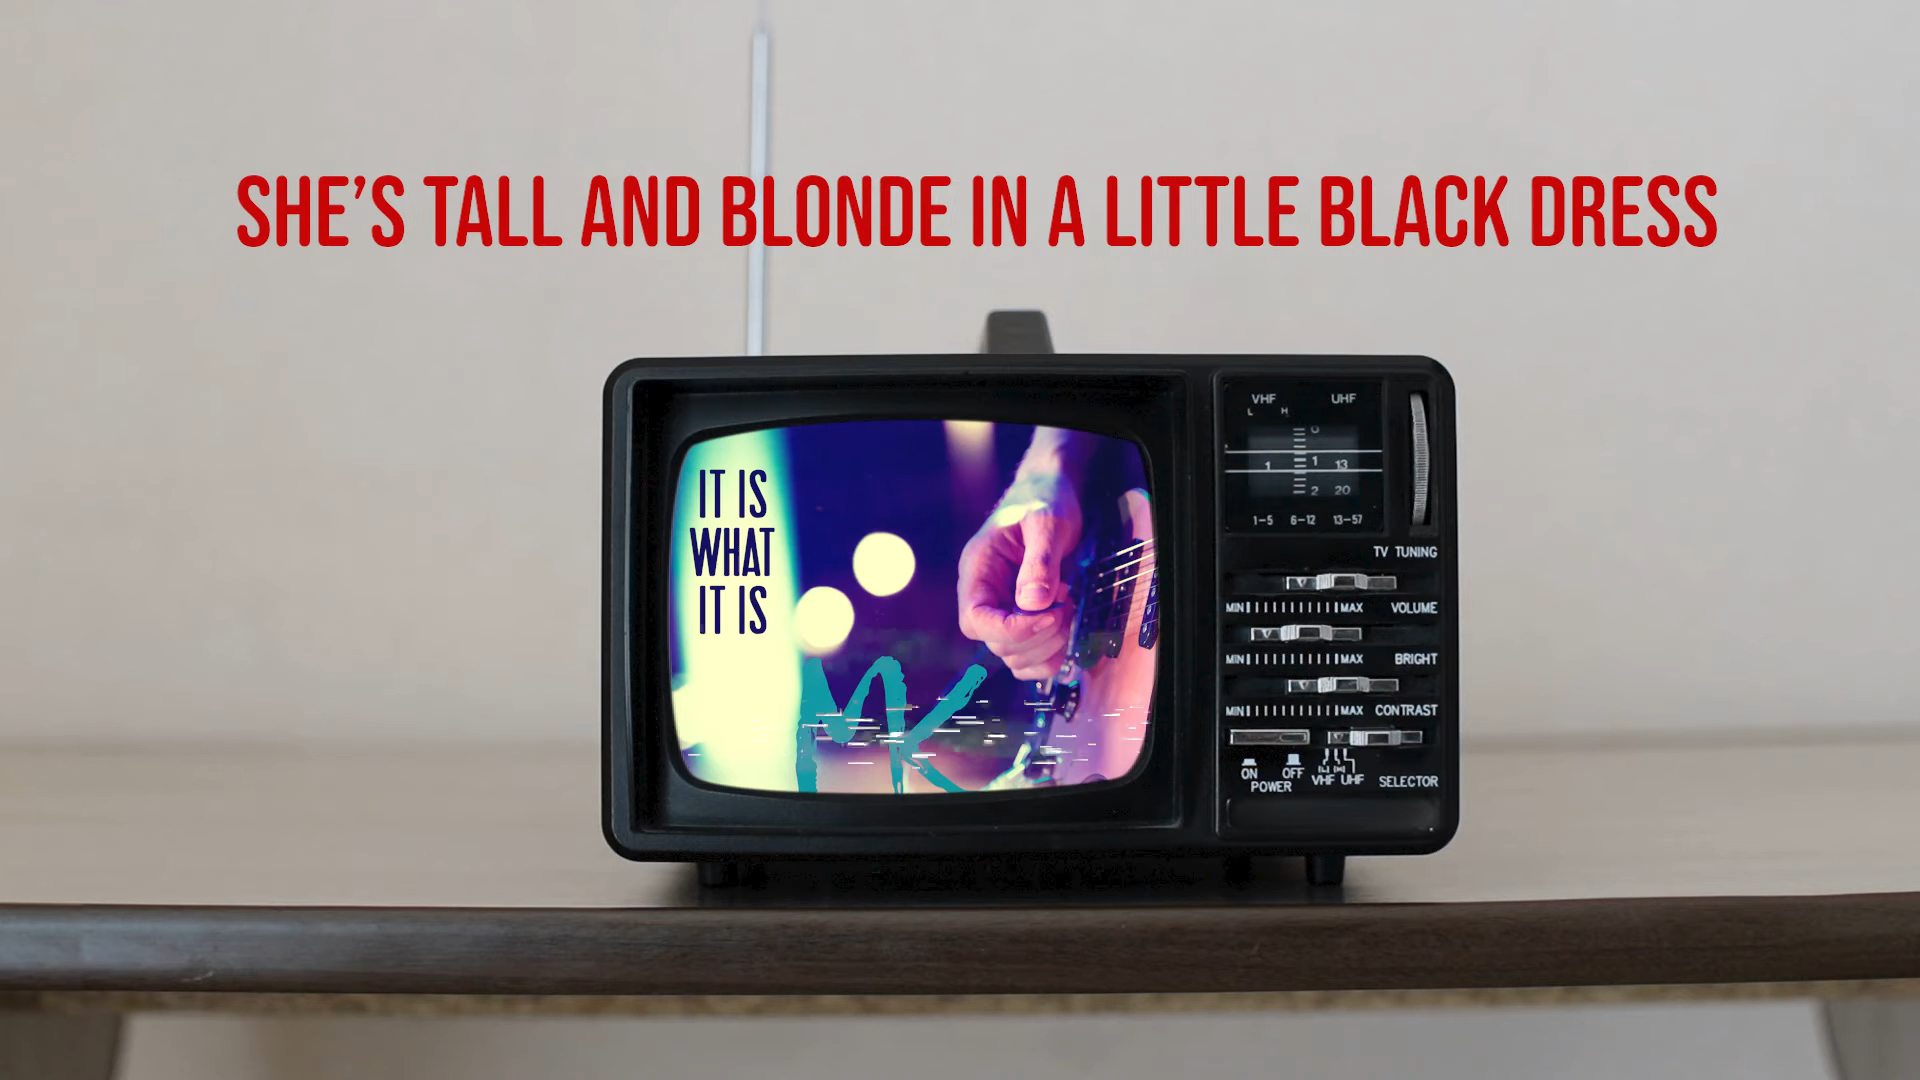 SHE'S TALL AND BLONDE IN A LITTLE BLACK DRESS
IT IS
WHAT
IT IS
MK
VHF UHF
L H
0
1 1 13
2 20
1-5 6-12 13-57
TV TUNING
MIN MAX VOLUME
MIN MAX BRIGHT
MIN MAX CONTRAST
ON OFF VHF UHF SELECTOR
POWER